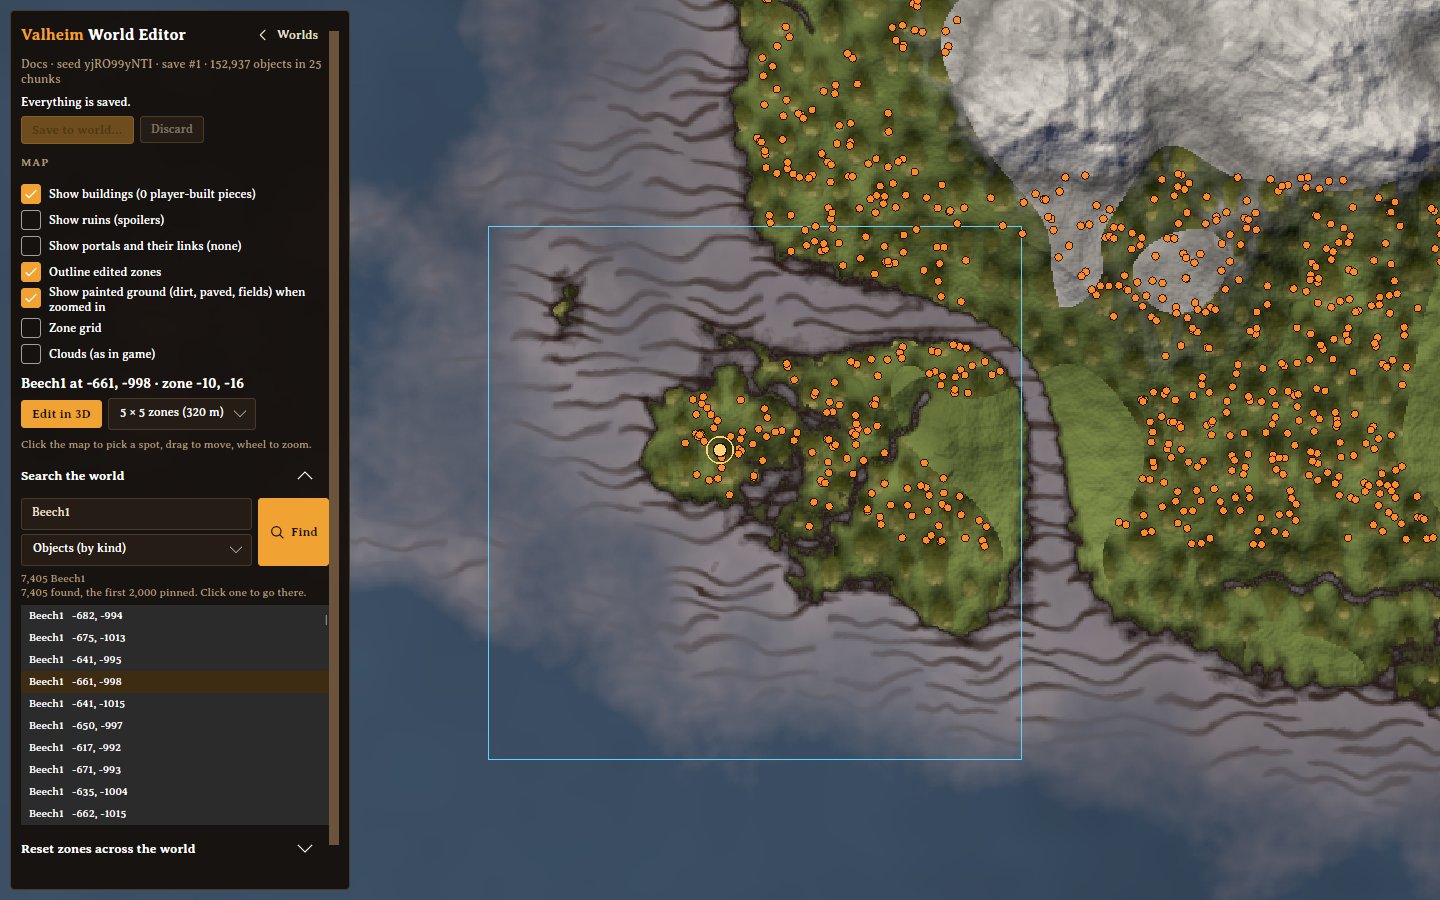 Valheim World Editor
Worlds
Docs · seed yjRO99yNTI · save #1 · 152,937 objects in 25
chunks
Everything is saved.
Save to world...
Discard
MAP
Show buildings (0 player-built pieces)
Show ruins (spoilers)
Show portals and their links (none)
Outline edited zones
Show painted ground (dirt, paved, fields) when
zoomed in
Zone grid
Clouds (as in game)
Beech1 at -661, -998 · zone -10, -16
Edit in 3D
5 × 5 zones (320 m)
Click the map to pick a spot, drag to move, wheel to zoom.
Search the world
Beech1
Objects (by kind)
Find
7,405 Beech1
7,405 found, the first 2,000 pinned. Click one to go there.
Beech1 -682, -994
Beech1 -675, -1013
Beech1 -641, -995
Beech1 -661, -998
Beech1 -641, -1015
Beech1 -650, -997
Beech1 -617, -992
Beech1 -671, -993
Beech1 -635, -1004
Beech1 -662, -1015
Reset zones across the world